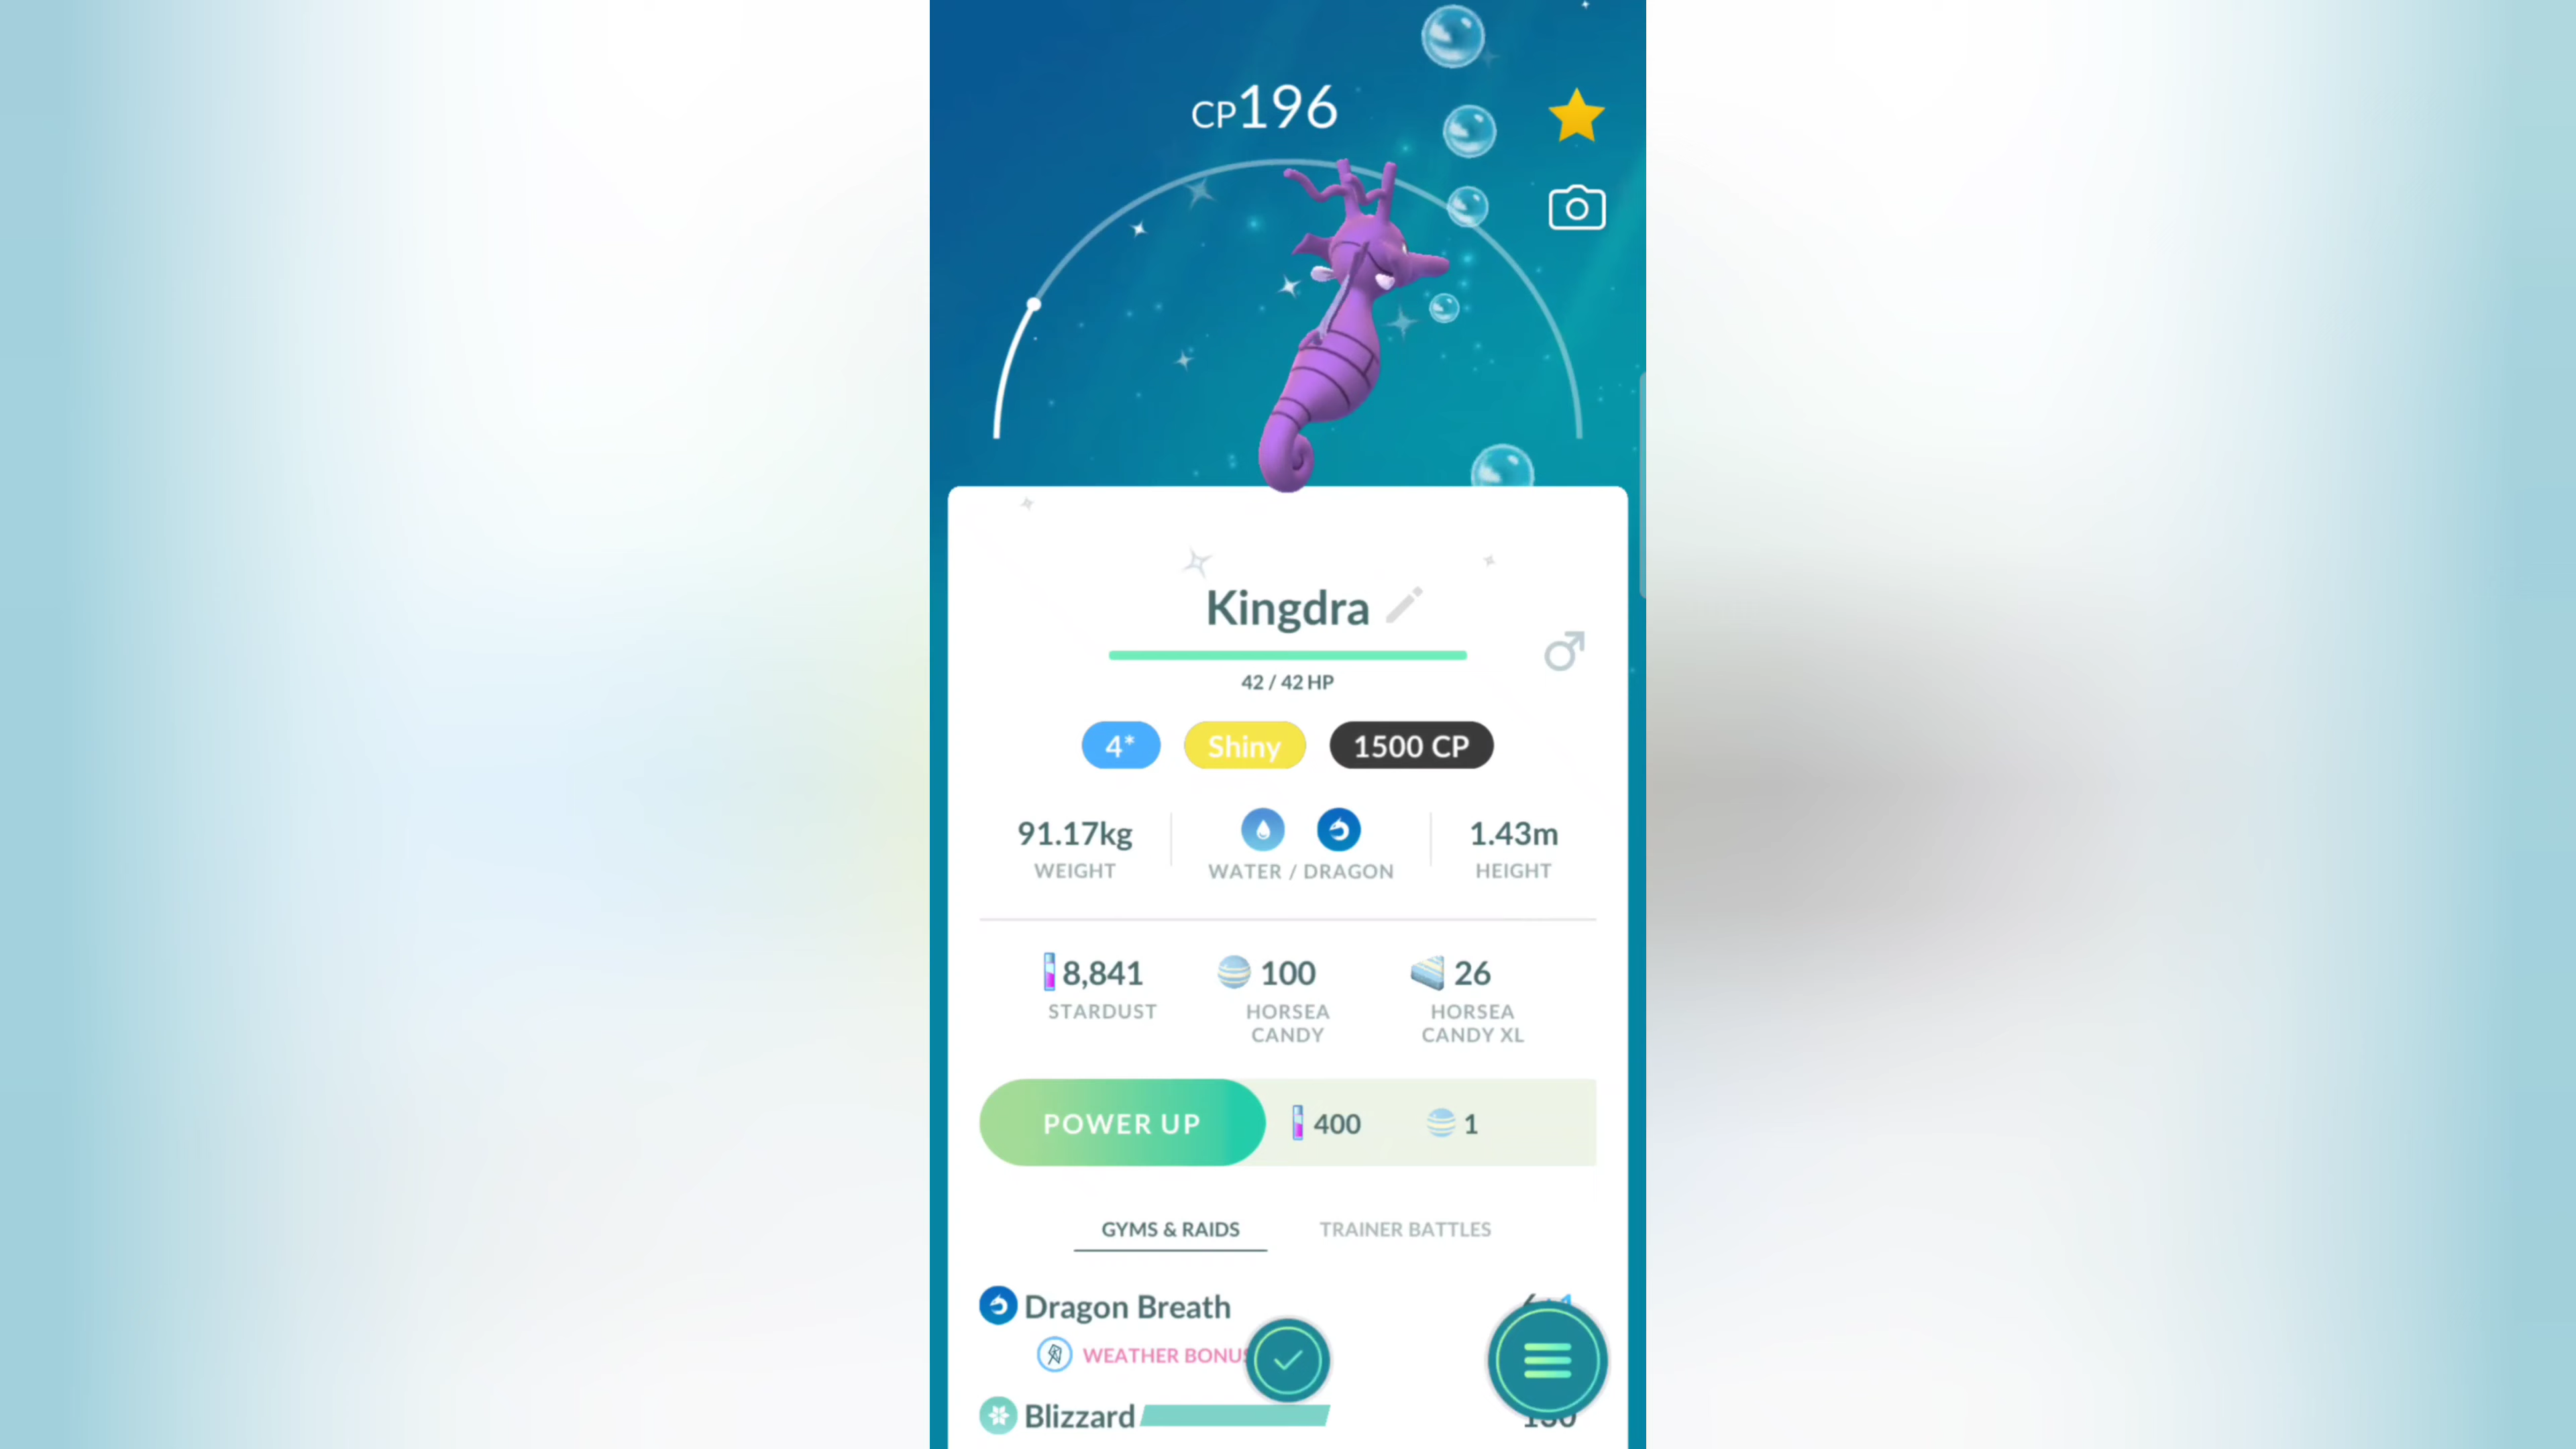 CP196
Kingdra
42 / 42 HP
4* Shiny 1500 CP
91.17kg 1.43m
WEIGHT WATER / DRAGON HEIGHT
8,841 100 26
STARDUST HORSEA HORSEA
CANDY CANDY XL
POWER UP 400 1
GYMS & RAIDS TRAINER BATTLES
Dragon Breath
WEATHER BONUS
Blizzard